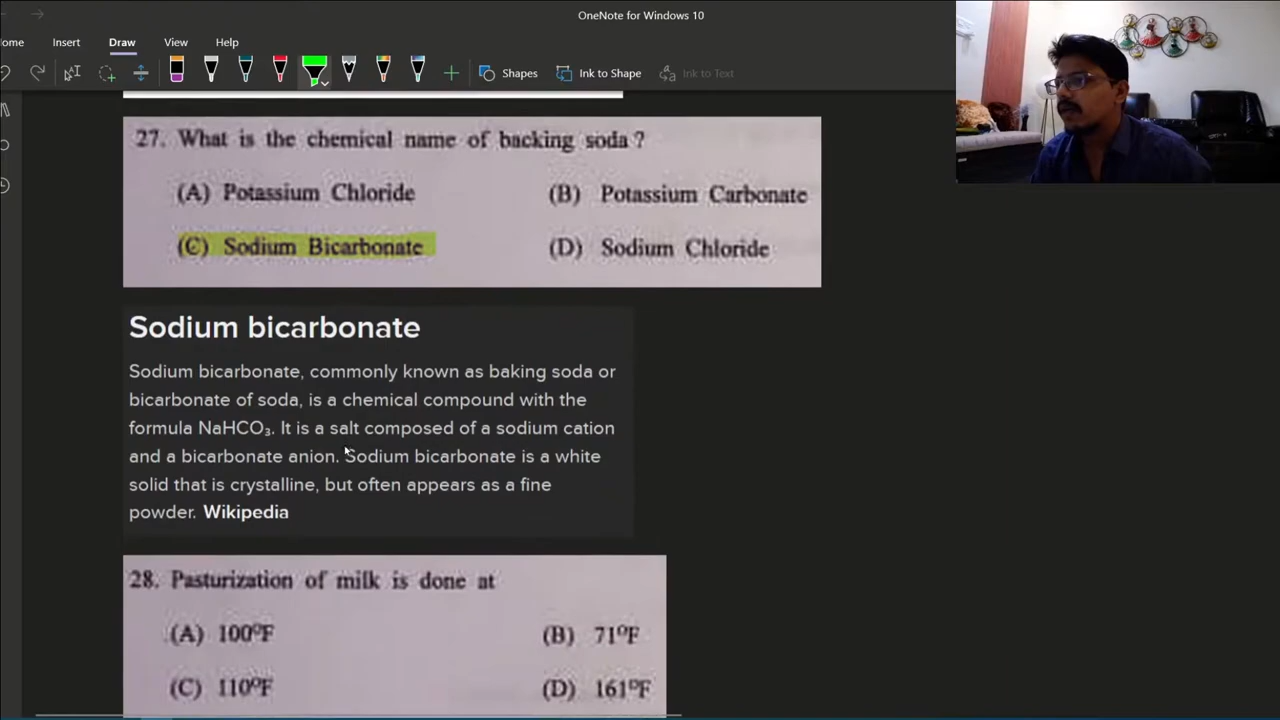 OneNote for Windows 10
ome Insert Draw View Help
Shapes Ink to Shape Ink to Text
27. What is the chemical name of backing soda ?
(A) Potassium Chloride (B) Potassium Carbonate
(C) Sodium Bicarbonate (D) Sodium Chloride
Sodium bicarbonate
Sodium bicarbonate, commonly known as baking soda or
bicarbonate of soda, is a chemical compound with the
formula NaHCO₃. It is a salt composed of a sodium cation
and a bicarbonate anion. Sodium bicarbonate is a white
solid that is crystalline, but often appears as a fine
powder. Wikipedia
28. Pasturization of milk is done at
(A) 100⁰F (B) 71⁰F
(C) 110⁰F (D) 161⁰F